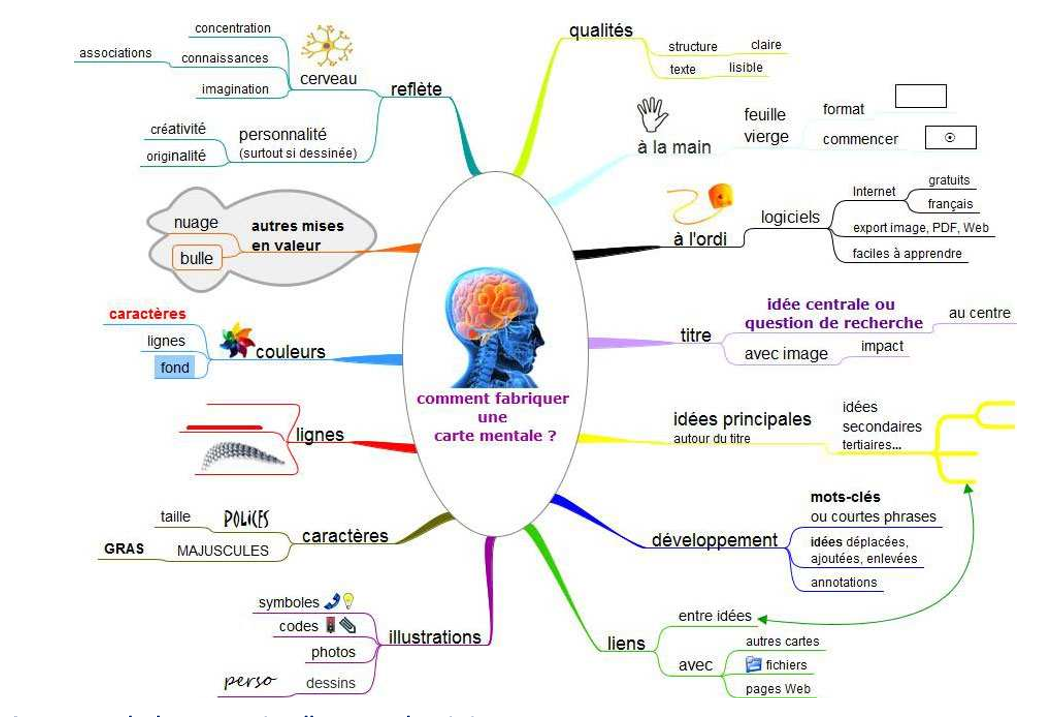 comment fabriquer
une
carte mentale ?
qualités
structure
claire
texte
lisible
à la main
feuille
vierge
format
commencer
à l'ordi
logiciels
Internet
gratuits
français
export image, PDF, Web
faciles à apprendre
titre
idée centrale ou
question de recherche
au centre
avec image
impact
idées principales
autour du titre
idées
secondaires
tertiaires...
développement
mots-clés
ou courtes phrases
idées déplacées,
ajoutées, enlevées
annotations
liens
entre idées
avec
autres cartes
fichiers
pages Web
illustrations
symboles
codes
photos
dessins
perso
caractères
POLICES
taille
MAJUSCULES
GRAS
lignes
couleurs
caractères
lignes
fond
autres mises
en valeur
nuage
bulle
reflète
cerveau
concentration
connaissances
associations
imagination
personnalité
(surtout si dessinée)
créativité
originalité